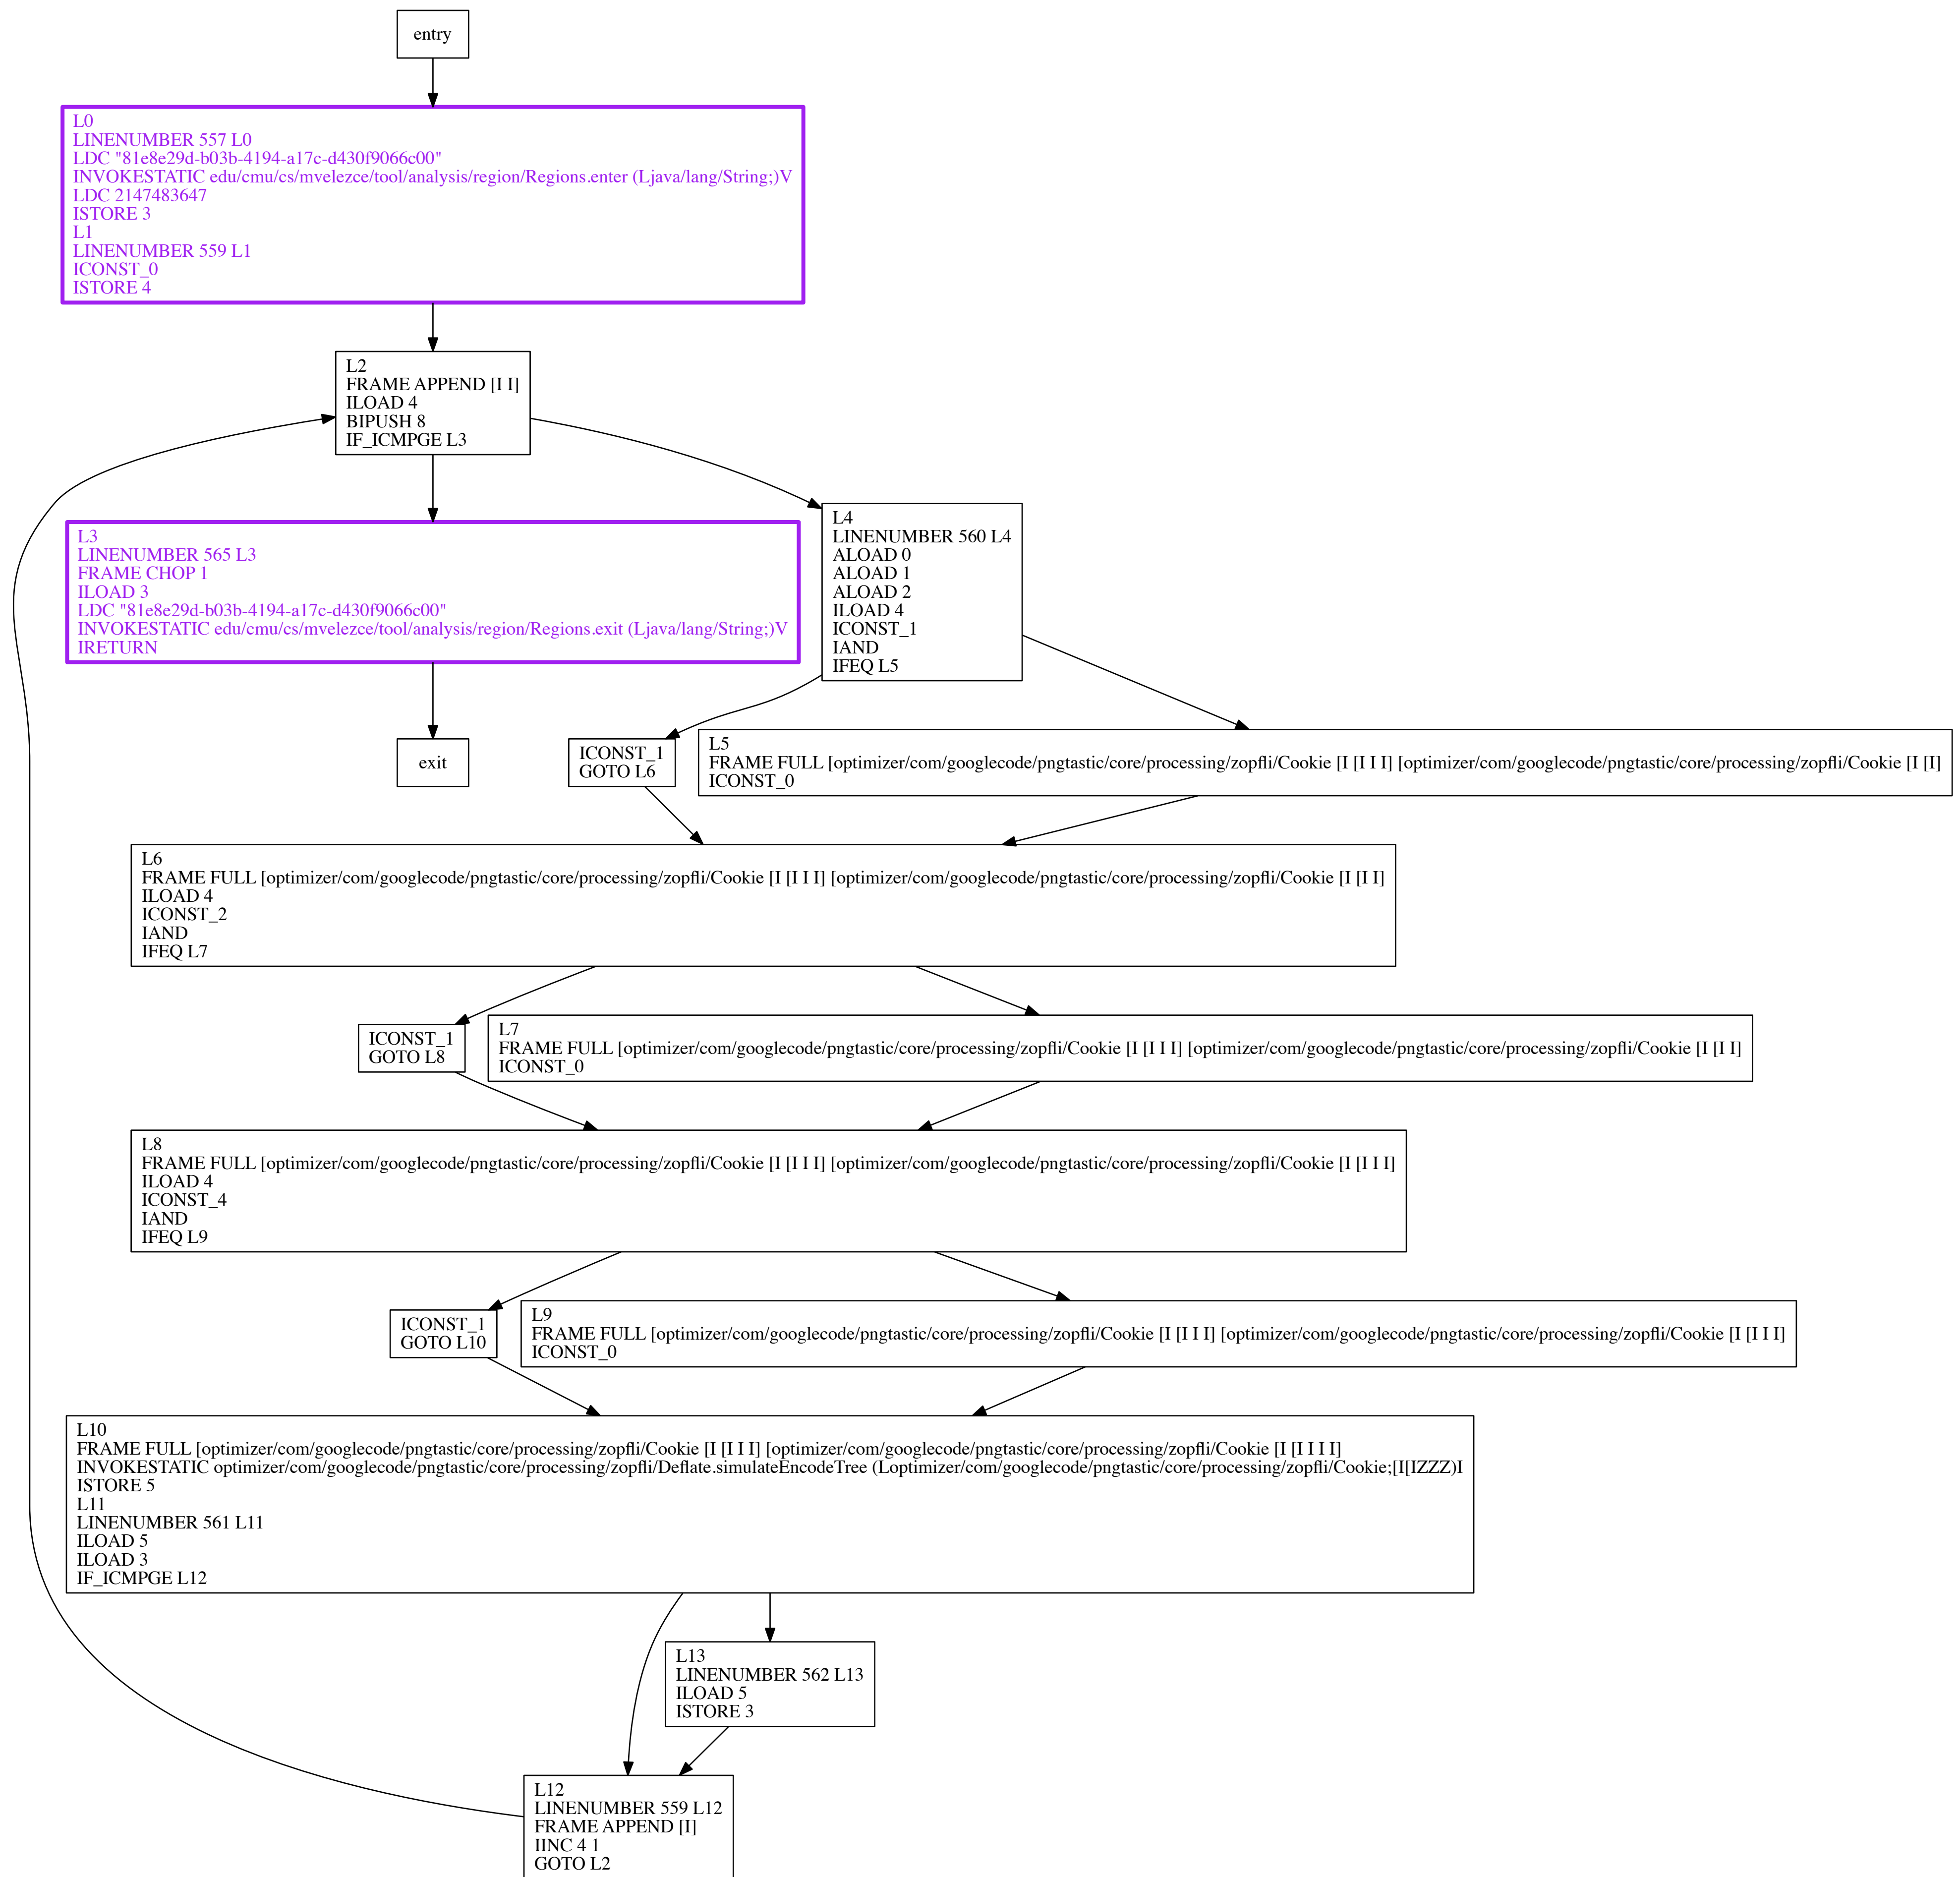 entry
L0
LINENUMBER 557 L0
LDC "81e8e29d-b03b-4194-a17c-d430f9066c00"
INVOKESTATIC edu/cmu/cs/mvelezce/tool/analysis/region/Regions.enter (Ljava/lang/String;)V
LDC 2147483647
ISTORE 3
L1
LINENUMBER 559 L1
ICONST_0
ISTORE 4
L2
FRAME APPEND [I I]
ILOAD 4
BIPUSH 8
IF_ICMPGE L3
L3
LINENUMBER 565 L3
FRAME CHOP 1
ILOAD 3
LDC "81e8e29d-b03b-4194-a17c-d430f9066c00"
INVOKESTATIC edu/cmu/cs/mvelezce/tool/analysis/region/Regions.exit (Ljava/lang/String;)V
IRETURN
L4
LINENUMBER 560 L4
ALOAD 0
ALOAD 1
ALOAD 2
ILOAD 4
ICONST_1
IAND
IFEQ L5
exit
ICONST_1
GOTO L6
L5
FRAME FULL [optimizer/com/googlecode/pngtastic/core/processing/zopfli/Cookie [I [I I I] [optimizer/com/googlecode/pngtastic/core/processing/zopfli/Cookie [I [I]
ICONST_0
L6
FRAME FULL [optimizer/com/googlecode/pngtastic/core/processing/zopfli/Cookie [I [I I I] [optimizer/com/googlecode/pngtastic/core/processing/zopfli/Cookie [I [I I]
ILOAD 4
ICONST_2
IAND
IFEQ L7
ICONST_1
GOTO L8
L7
FRAME FULL [optimizer/com/googlecode/pngtastic/core/processing/zopfli/Cookie [I [I I I] [optimizer/com/googlecode/pngtastic/core/processing/zopfli/Cookie [I [I I]
ICONST_0
L8
FRAME FULL [optimizer/com/googlecode/pngtastic/core/processing/zopfli/Cookie [I [I I I] [optimizer/com/googlecode/pngtastic/core/processing/zopfli/Cookie [I [I I I]
ILOAD 4
ICONST_4
IAND
IFEQ L9
ICONST_1
GOTO L10
L9
FRAME FULL [optimizer/com/googlecode/pngtastic/core/processing/zopfli/Cookie [I [I I I] [optimizer/com/googlecode/pngtastic/core/processing/zopfli/Cookie [I [I I I]
ICONST_0
L10
FRAME FULL [optimizer/com/googlecode/pngtastic/core/processing/zopfli/Cookie [I [I I I] [optimizer/com/googlecode/pngtastic/core/processing/zopfli/Cookie [I [I I I I]
INVOKESTATIC optimizer/com/googlecode/pngtastic/core/processing/zopfli/Deflate.simulateEncodeTree (Loptimizer/com/googlecode/pngtastic/core/processing/zopfli/Cookie;[I[IZZZ)I
ISTORE 5
L11
LINENUMBER 561 L11
ILOAD 5
ILOAD 3
IF_ICMPGE L12
L13
LINENUMBER 562 L13
ILOAD 5
ISTORE 3
L12
LINENUMBER 559 L12
FRAME APPEND [I]
IINC 4 1
GOTO L2